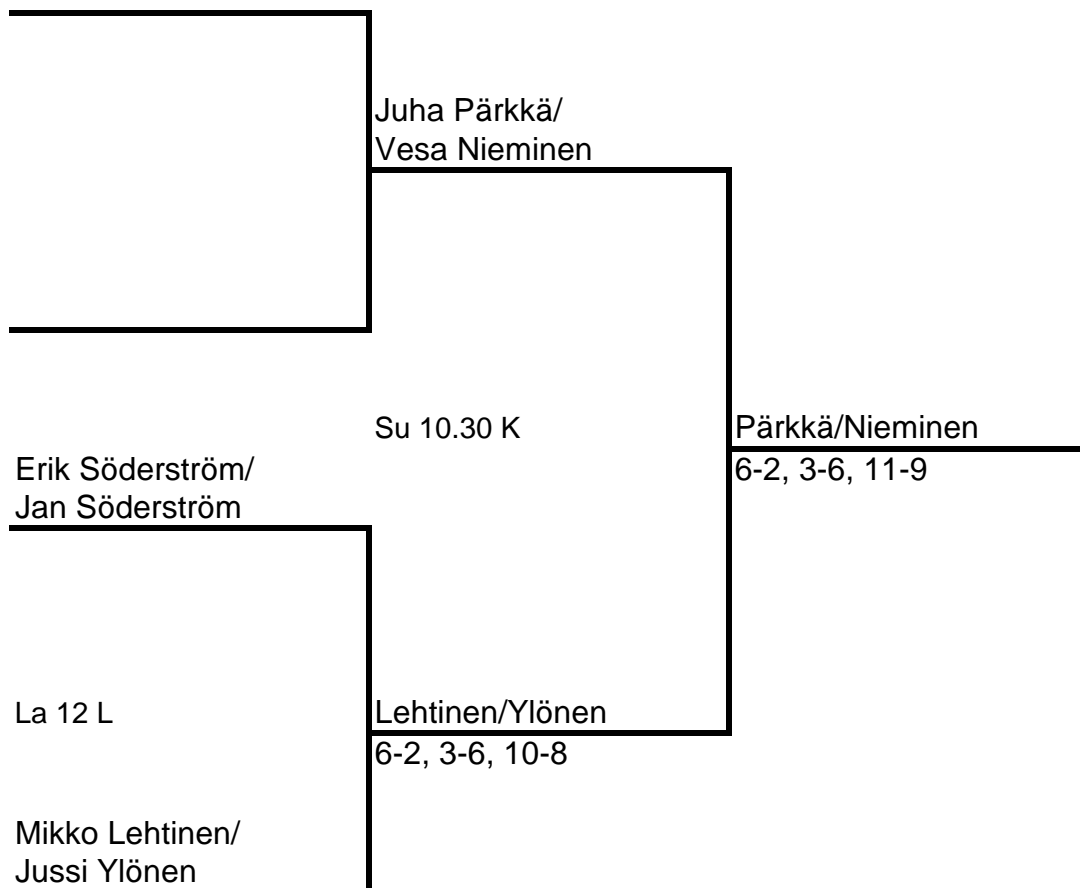 Juha Pärkkä/
Vesa Nieminen
Su 10.30 K
Pärkkä/Nieminen
6-2, 3-6, 11-9
Erik Söderström/
Jan Söderström
La 12 L
Lehtinen/Ylönen
6-2, 3-6, 10-8
Mikko Lehtinen/
Jussi Ylönen